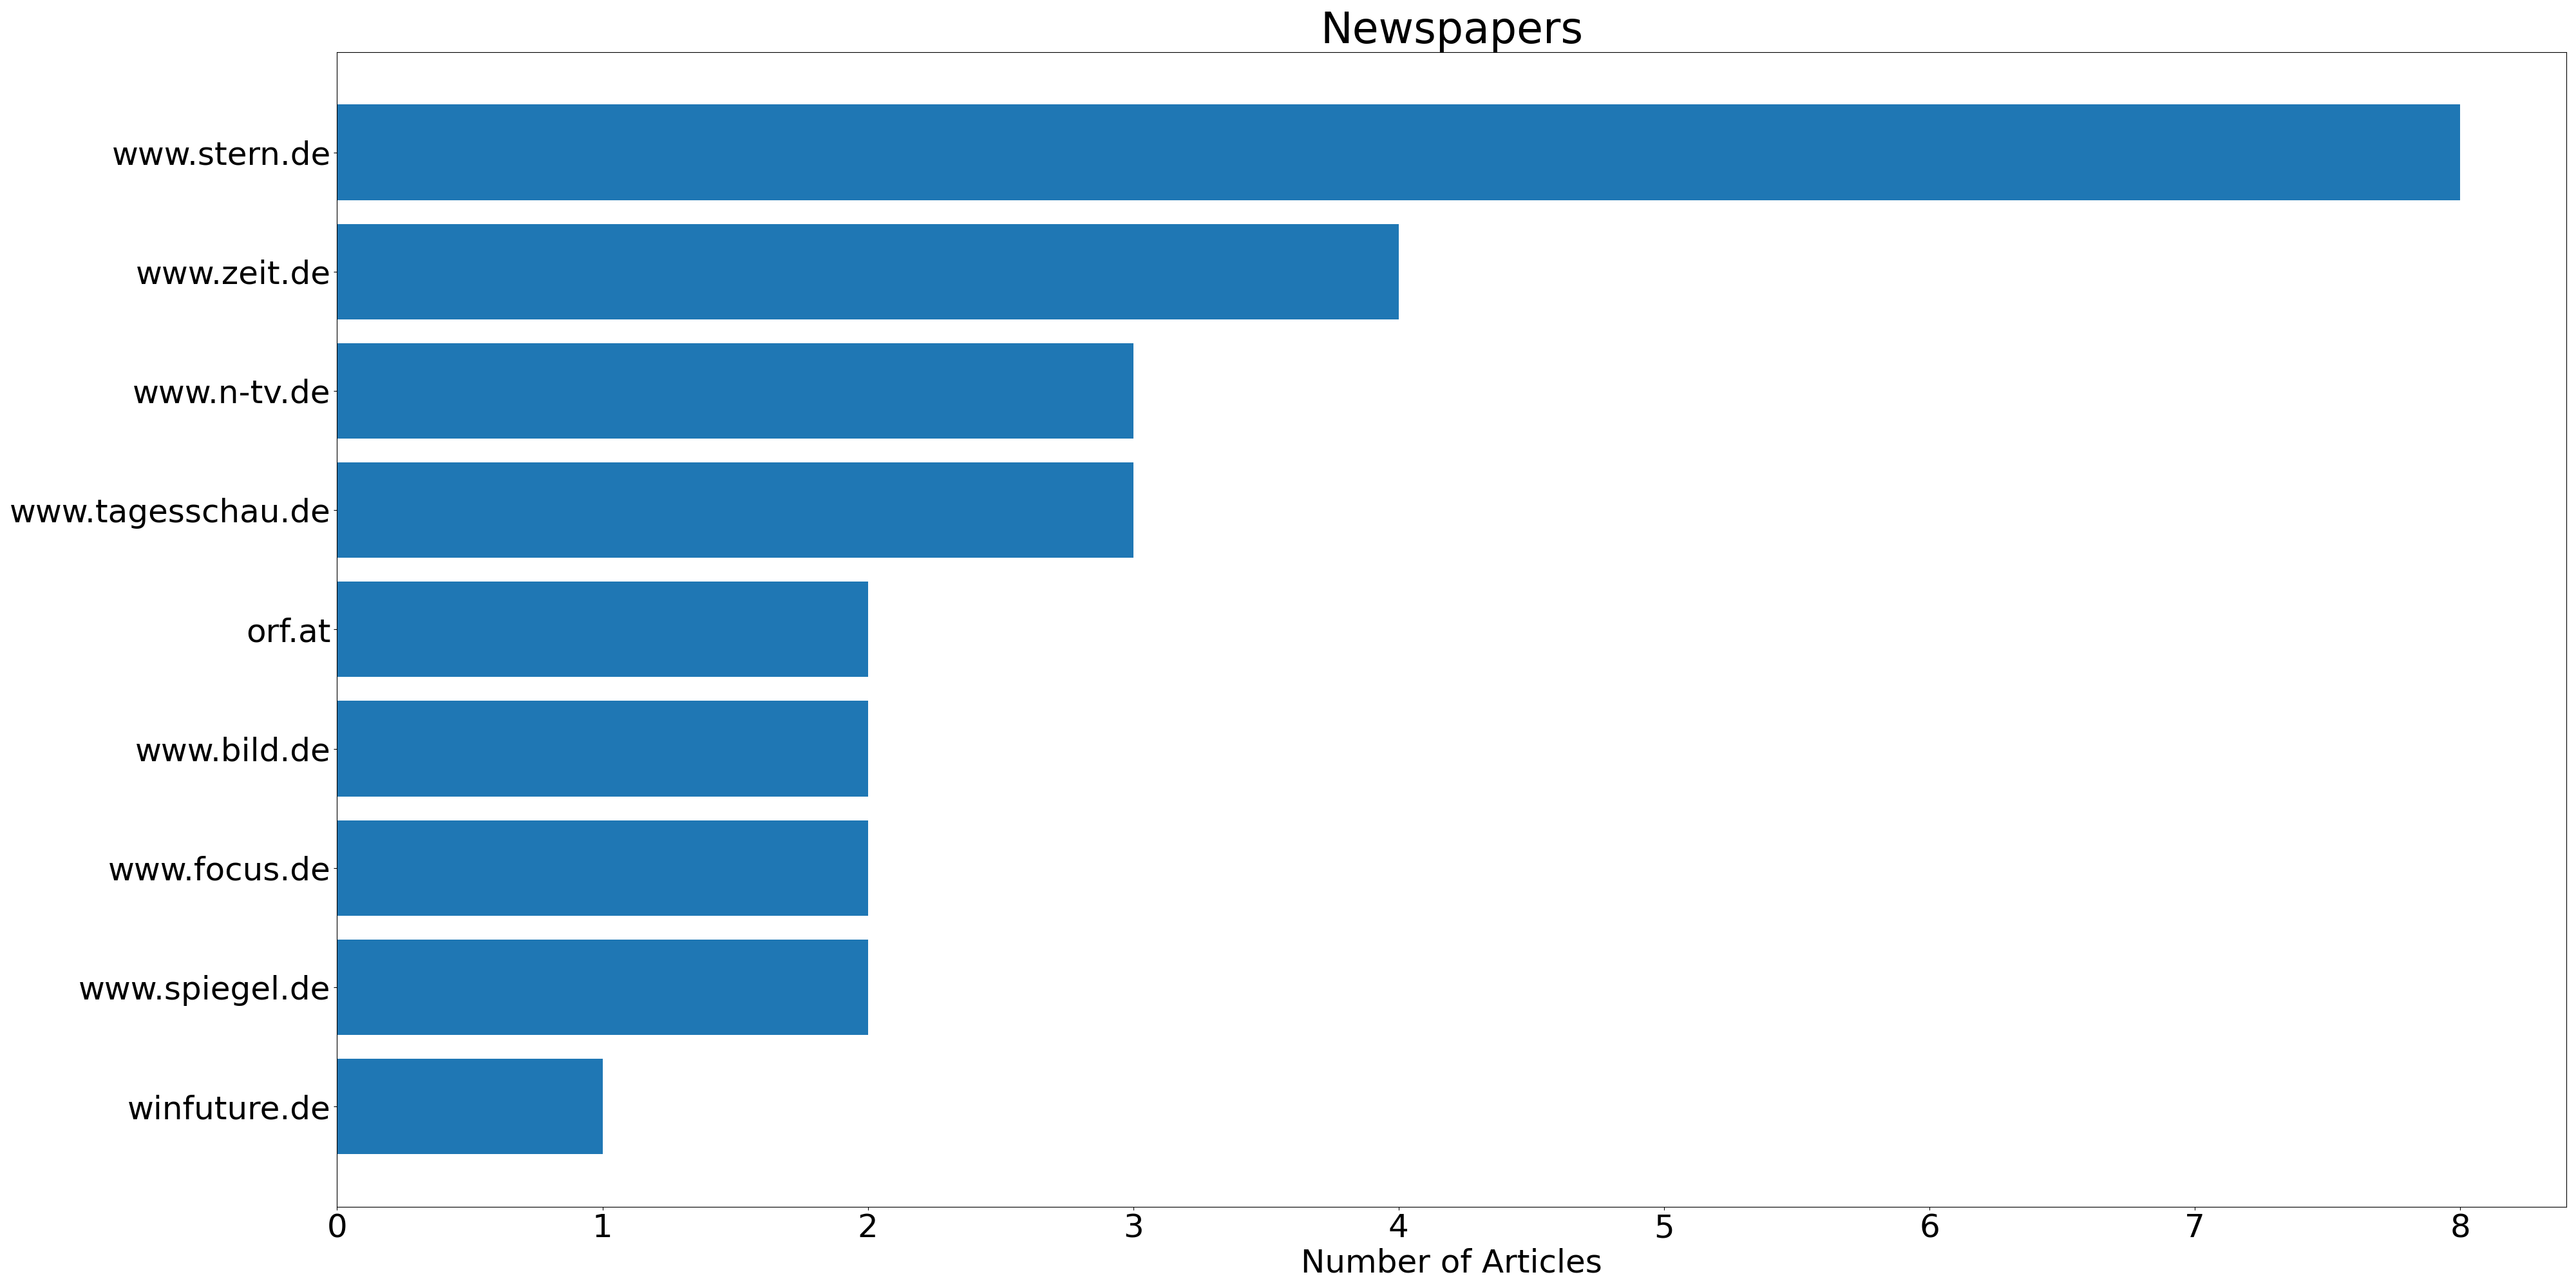 Newspapers
www.stern.de
www.zeit.de
www.n-tv.de
www.tagesschau.de
orf.at
www.bild.de
www.focus.de
www.spiegel.de
winfuture.de
0 1 2 3 4 5 6 7 8
Number of Articles